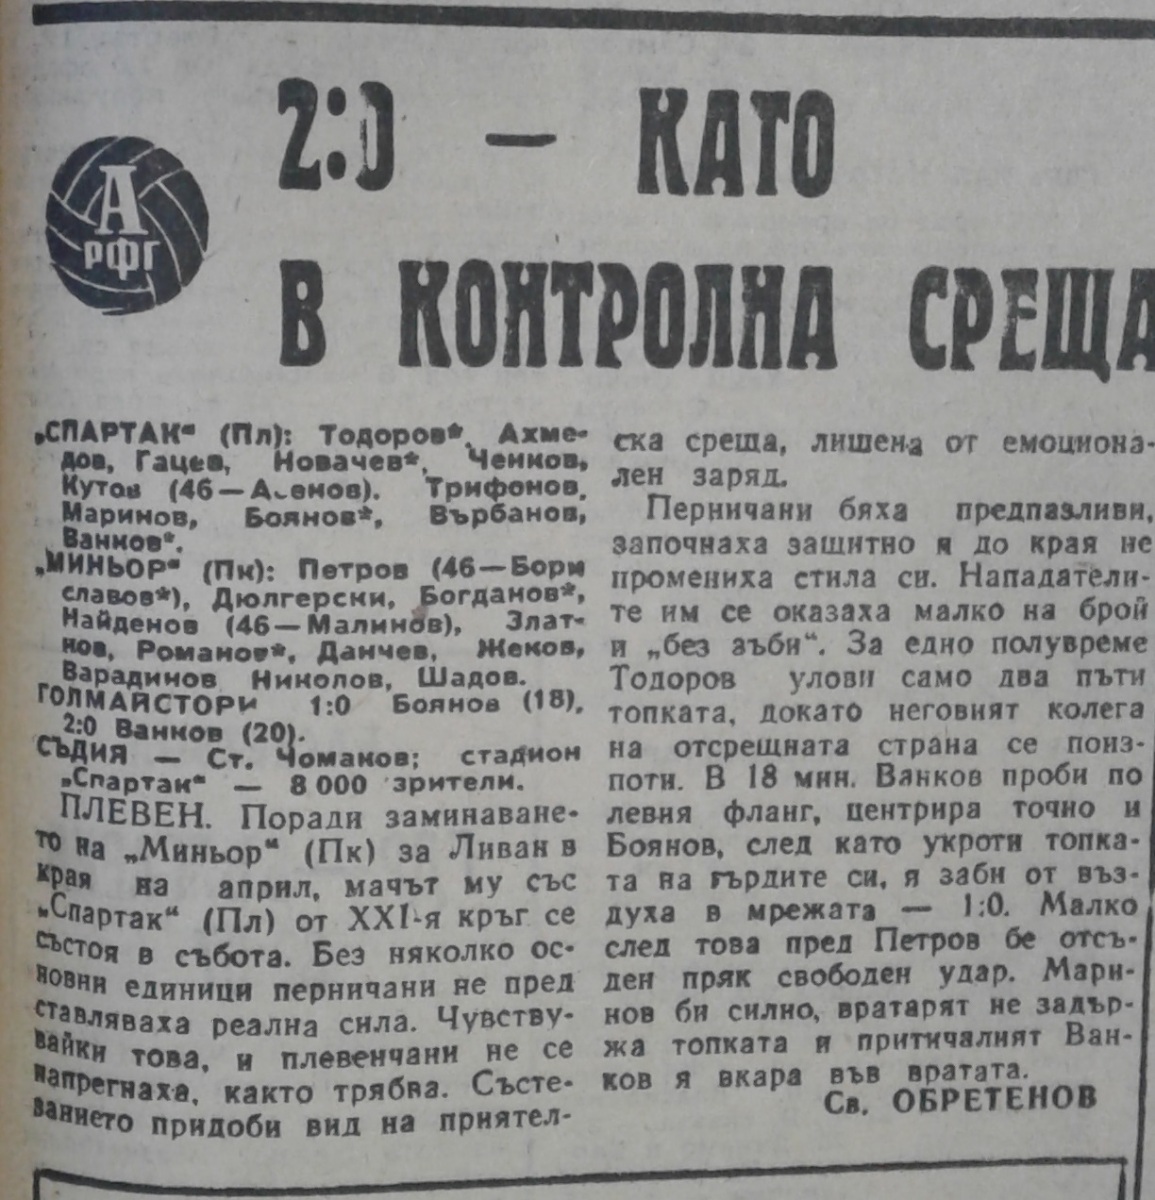 2:0 — КАТО
В КОНТРОЛНА СРЕЩА
А
РФГ
„СПАРТАК“ (Пл): Тодоров*, Ахме-
дов, Гацев, Новачев*, Ченков,
Кутов (46—Асенов), Трифонов,
Маринов, Боянов*, Върбанов,
Ванков*.
„МИНЬОР“ (Пк): Петров (46—Бори
славов*), Дюлгерски, Богданов*,
Найденов (46—Малинов), Злат-
ков, Романов*, Данчев, Жеков,
Варадинов Николов, Шадов.
ГОЛМАЙСТОРИ 1:0 Боянов (18),
2:0 Ванков (20).
СЪДИЯ — Ст. Чомаков; стадион
„Спартак“ — 8 000 зрители.
ПЛЕВЕН. Поради заминаване-
то на „Миньор“ (Пк) за Ливан в
края на април, мачът му със
„Спартак“ (Пл) от XXI-я кръг се
състоя в събота. Без няколко ос-
новни единици перничани не пред
ставляваха реална сила. Чувству-
вайки това, и плевенчани не се
напрегнаха, както трябва. Състе-
ванието придоби вид на приятел-
ска среща, лишена от емоциона-
лен заряд.
Перничани бяха предпазливи,
започнаха защитно и до края не
промениха стила си. Нападатели-
те им се оказаха малко на брой
и „без зъби“. За едно полувреме
Тодоров улови само два пъти
топката, докато неговият колега
на отсрещната страна се поиз-
поти. В 18 мин. Ванков проби по
левия фланг, центрира точно и
Боянов, след като укроти топка-
та на гърдите си, я заби от въз-
духа в мрежата — 1:0. Малко
след това пред Петров бе отсъ-
ден пряк свободен удар. Мари-
нов би силно, вратарят не задър-
жа топката и притичалият Ван-
ков я вкара във вратата.
Св. ОБРЕТЕНОВ